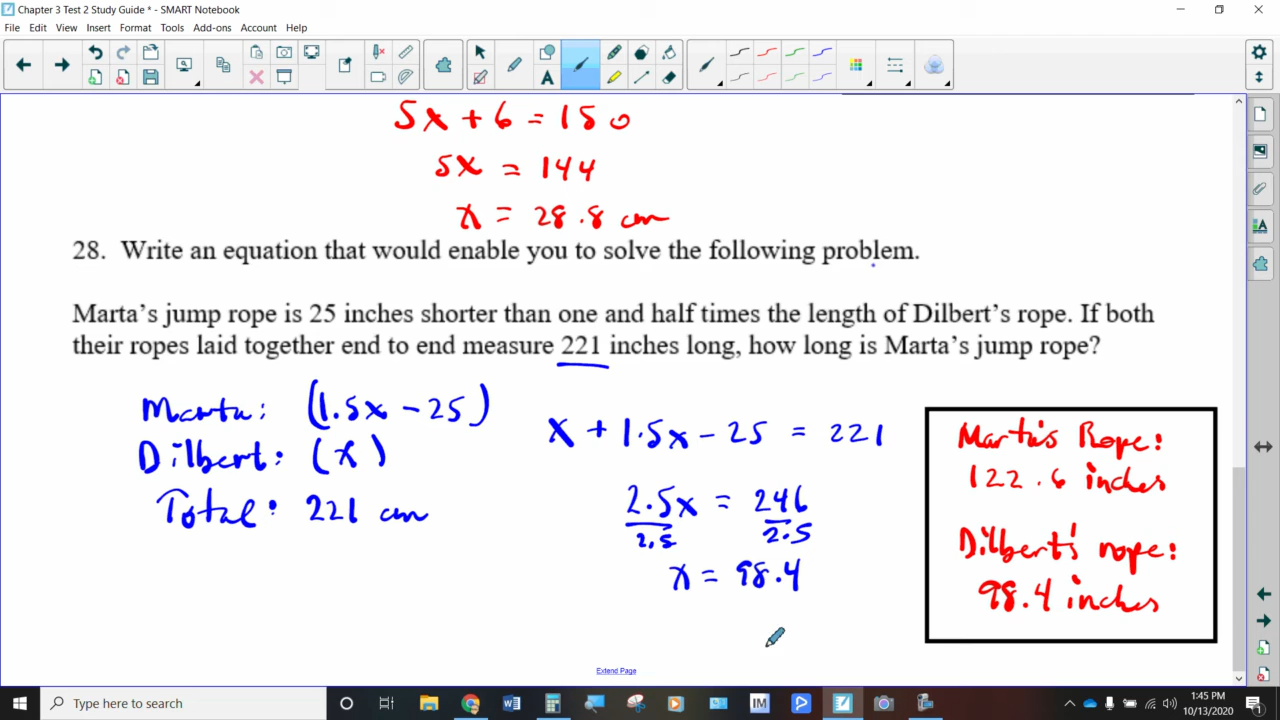 Chapter 3 Test 2 Study Guide * - SMART Notebook
File Edit View Insert Format Tools Add-ons Account Help
5x + 6 = 150
5x = 144
x = 28.8 cm
28. Write an equation that would enable you to solve the following problem.
Marta's jump rope is 25 inches shorter than one and half times the length of Dilbert's rope. If both
their ropes laid together end to end measure 221 inches long, how long is Marta's jump rope?
Marta: (1.5x - 25)
Dilbert: (x)
Total: 221 cm
x + 1.5x - 25 = 221
2.5x = 246
2.5 2.5
x = 98.4
Marta's Rope:
122.6 inches
Dilbert's rope:
98.4 inches
Extend Page
Type here to search
1:45 PM
10/13/2020